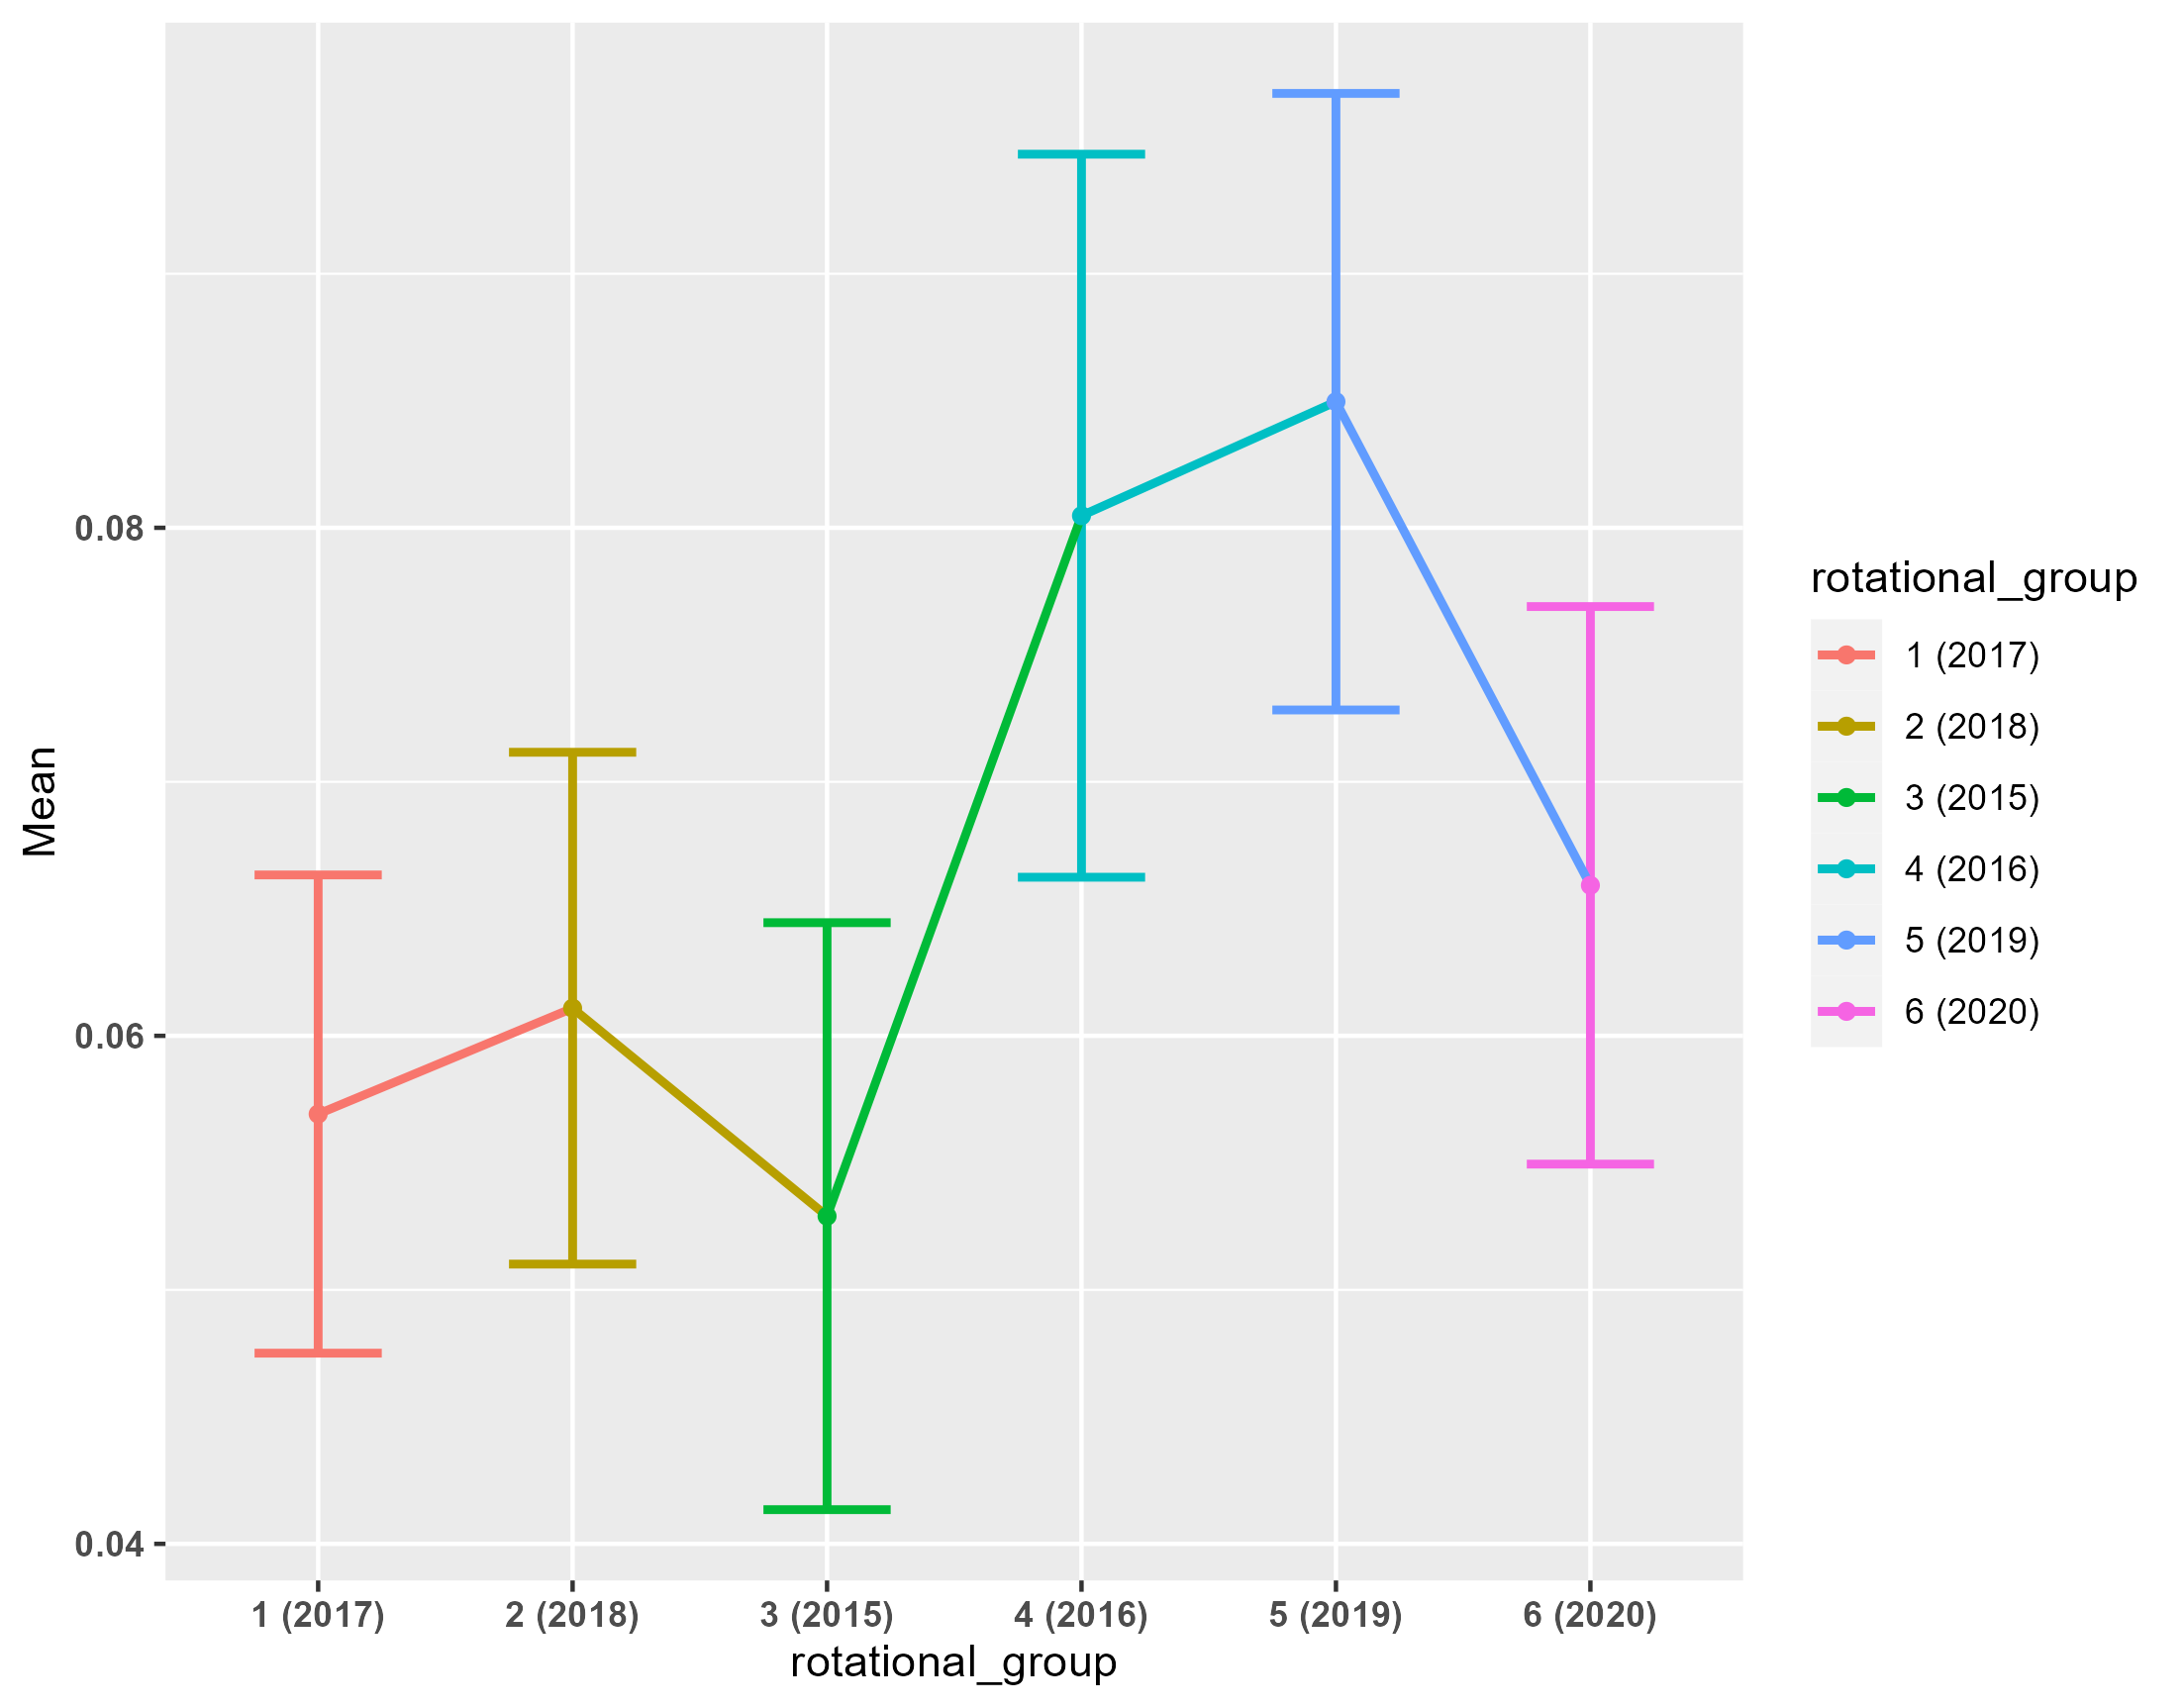 Mean
0.08
0.06
0.04
1 (2017) 2 (2018) 3 (2015) 4 (2016) 5 (2019) 6 (2020)
rotational_group
rotational_group
1 (2017)
2 (2018)
3 (2015)
4 (2016)
5 (2019)
6 (2020)